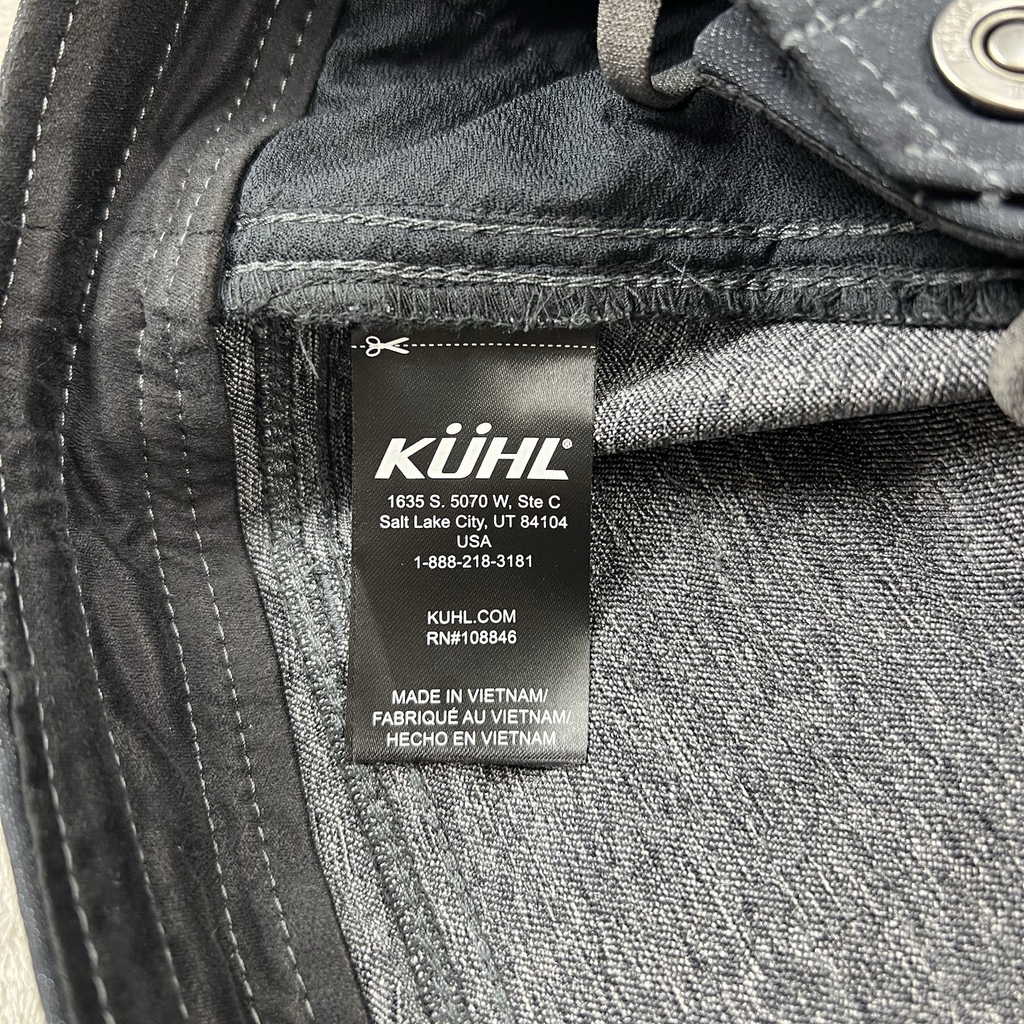 KÜHL®
1635 S. 5070 W, Ste C
Salt Lake City, UT 84104
USA
1-888-218-3181
KUHL.COM
RN#108846
MADE IN VIETNAM/
FABRIQUÉ AU VIETNAM/
HECHO EN VIETNAM